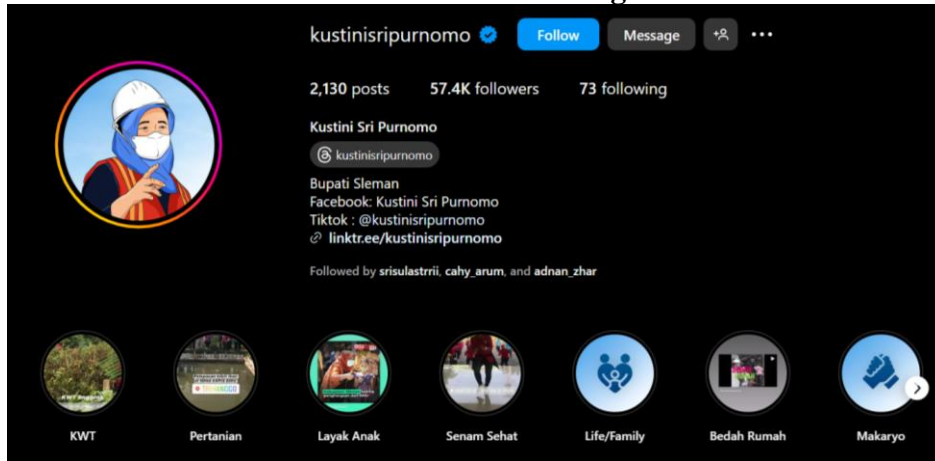 kustinisripurnomo Follow Message
2,130 posts 57.4K followers 73 following
Kustini Sri Purnomo
kustinisripurnomo
Bupati Sleman
Facebook: Kustini Sri Purnomo
Tiktok : @kustinisripurnomo
linktr.ee/kustinisripurnomo
Followed by srisulastrrii, cahy_arum, and adnan_zhar
KWT Pertanian Layak Anak Senam Sehat Life/Family Bedah Rumah Makaryo